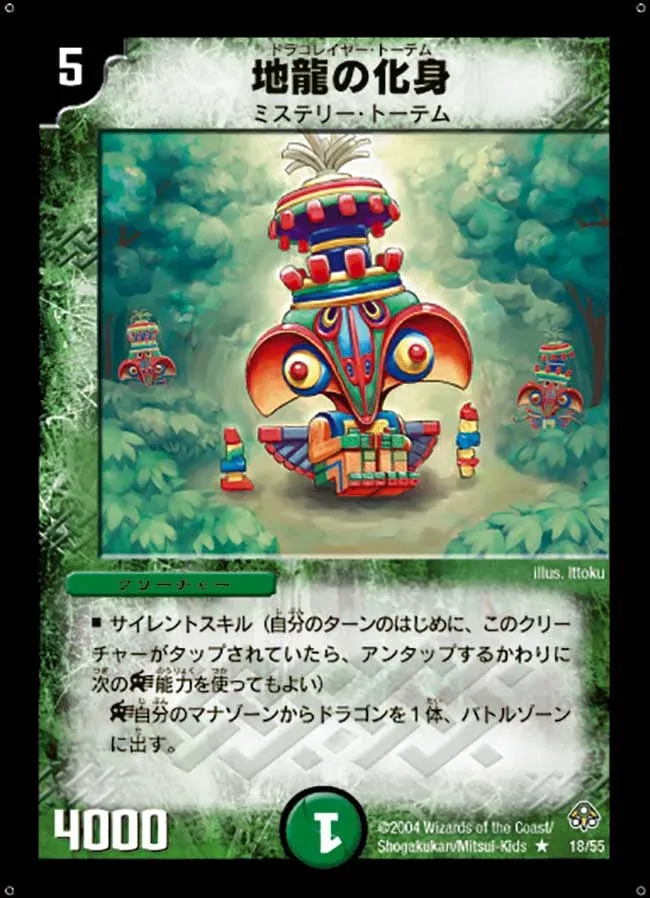 5
ドラコレイヤー・トーテム
地龍の化身
ミステリー・トーテム
illus. Ittoku
クリーチャー
■ サイレントスキル（自分のターンのはじめに、このクリー
チャーがタップされていたら、アンタップするかわりに
次の能力を使ってもよい）
自分のマナゾーンからドラゴンを1体、バトルゾーン
に出す。
4000
1
©2004 Wizards of the Coast/
Shogakukan/Mitsui-Kids ★ 18/55